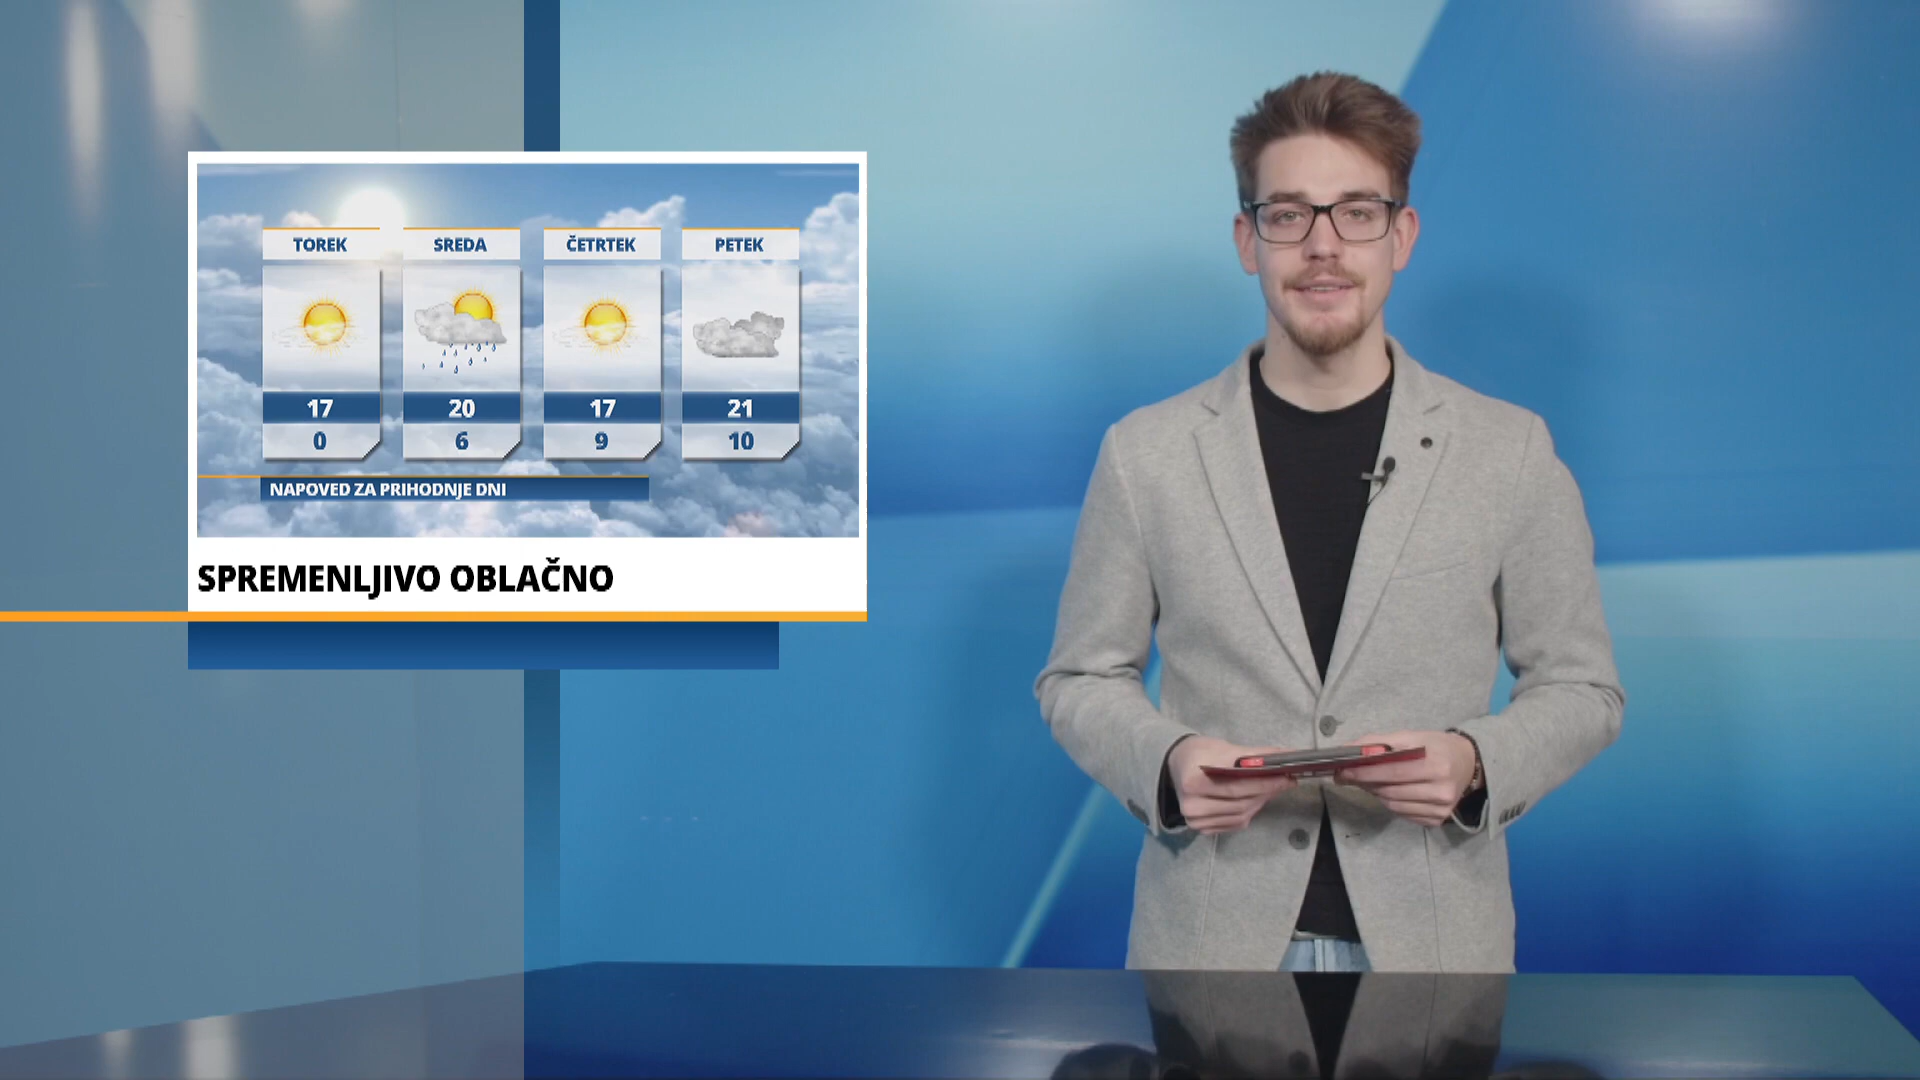 TOREK SREDA ČETRTEK PETEK
17 20 17 21
0 6 9 10
NAPOVED ZA PRIHODNJE DNI
SPREMENLJIVO OBLAČNO